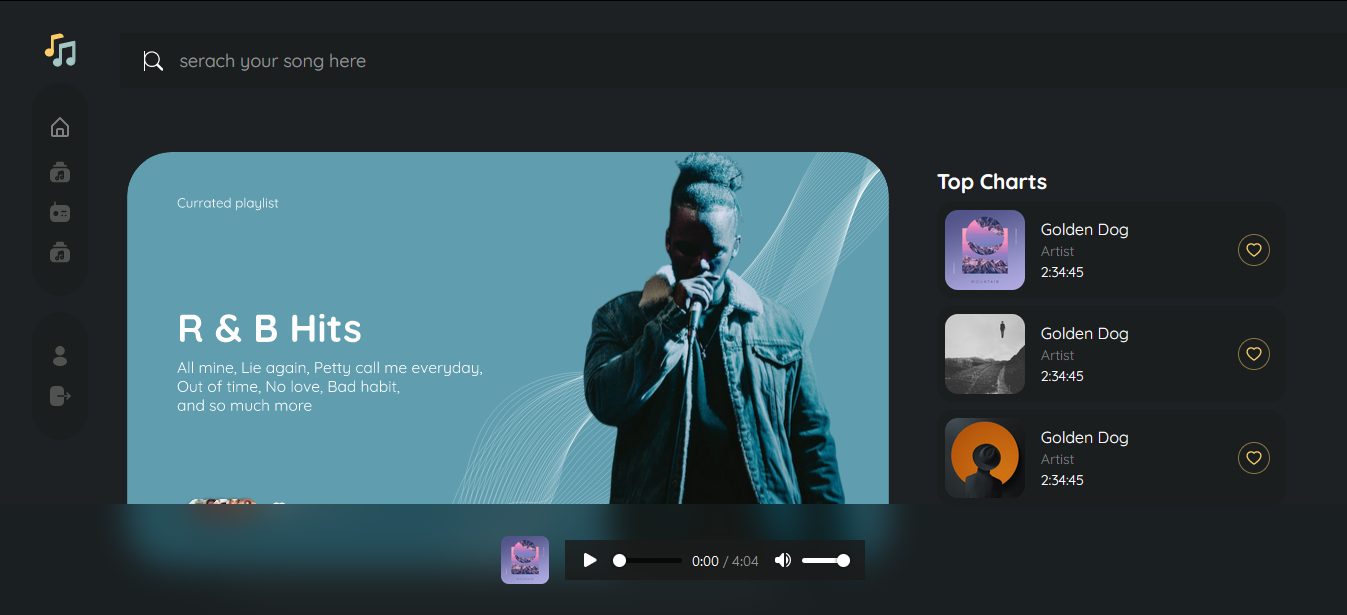 serach your song here
Currated playlist
R & B Hits
All mine, Lie again, Petty call me everyday,
Out of time, No love, Bad habit,
and so much more
Top Charts
Golden Dog
Artist
2:34:45
Golden Dog
Artist
2:34:45
Golden Dog
Artist
2:34:45
0:00 / 4:04